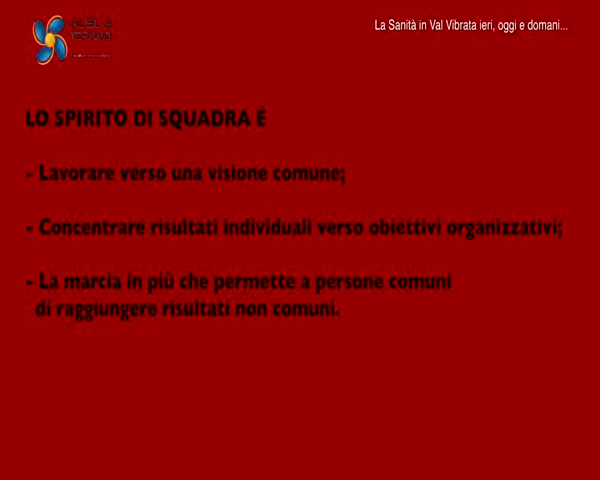 La Sanità in Val Vibrata ieri, oggi e domani...
LO SPIRITO DI SQUADRA È
- Lavorare verso una visione comune;
- Concentrare risultati individuali verso obiettivi organizzativi;
- La marcia in più che permette a persone comuni
di raggiungere risultati non comuni.